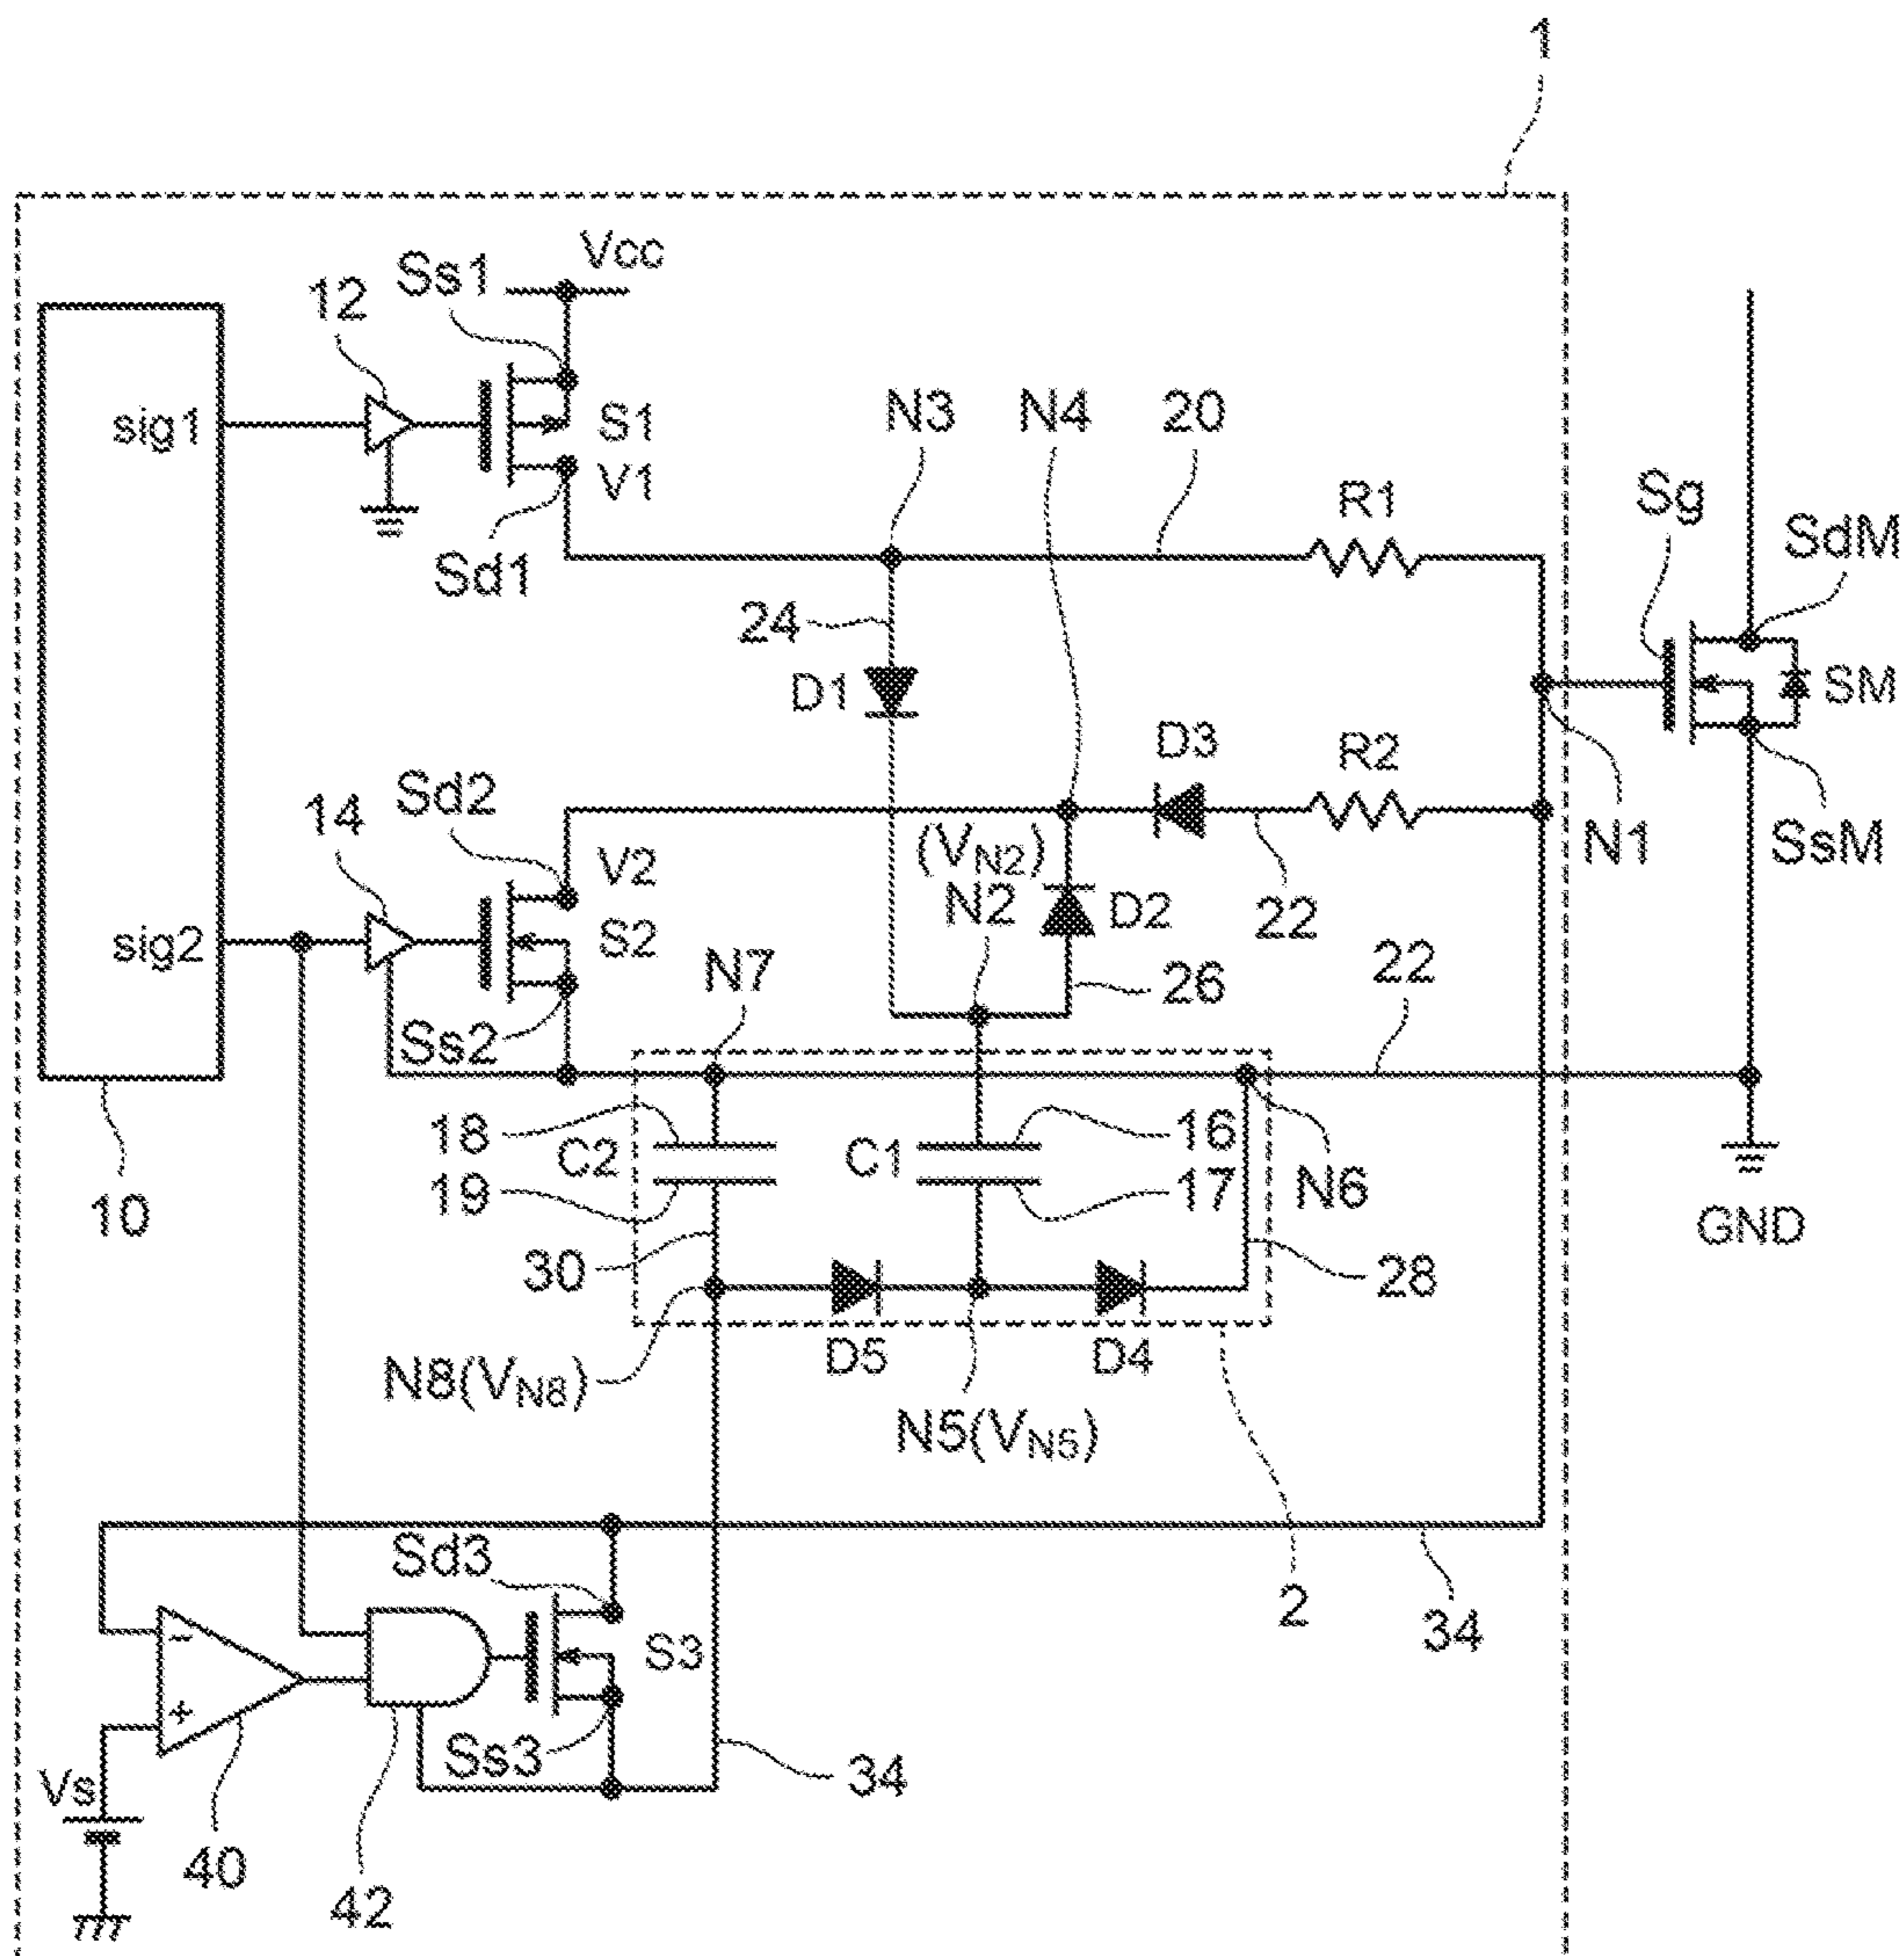 1
Vcc
Ss1
12
sig1
S1
V1
Sd1
N3
N4
20
R1
Sg
SdM
24
D1
SM
D3
R2
Sd2
14
V2
(VN2)
N2
D2
22
N1
SsM
sig2
S2
N7
26
22
Ss2
18
C2
C1
16
19
17
N6
10
30
28
GND
D5
D4
N8(VN8)
N5(VN5)
2
Sd3
34
S3
Ss3
34
Vs
40
42
-
+